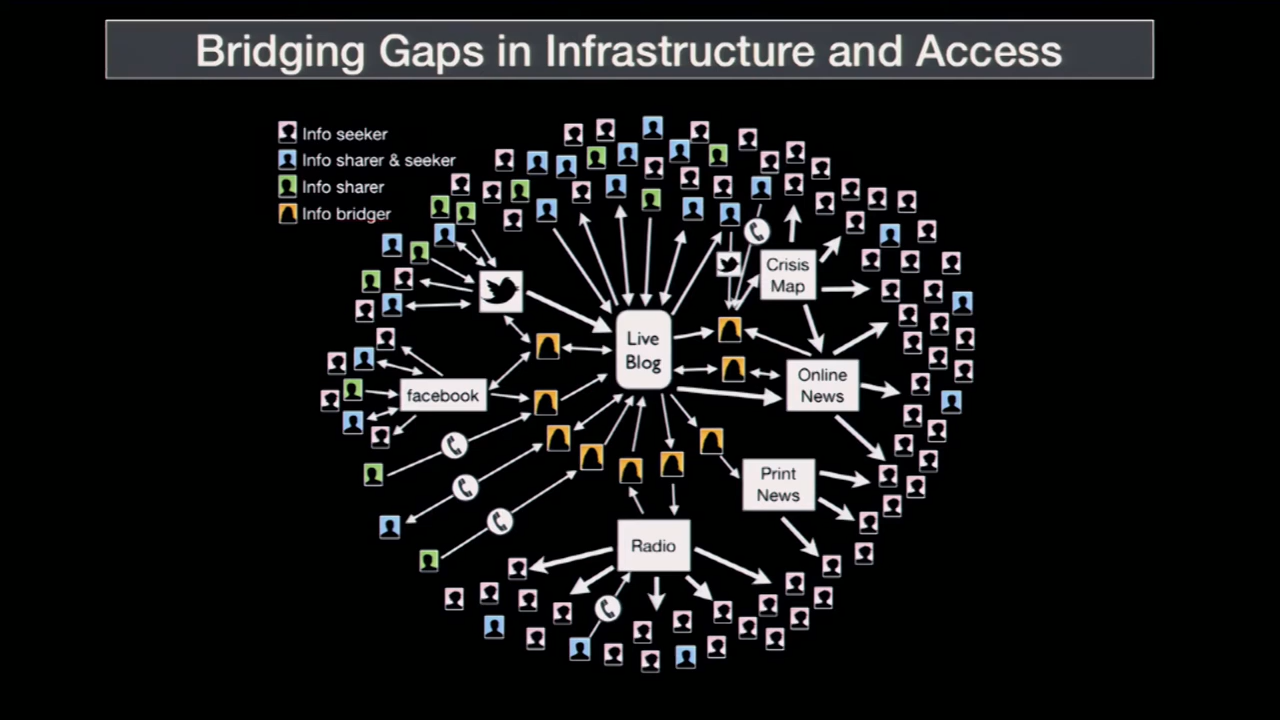 Bridging Gaps in Infrastructure and Access
Info seeker
Info sharer & seeker
Info sharer
Info bridger
Crisis
Map
Live
Blog
Online
News
facebook
Print
News
Radio